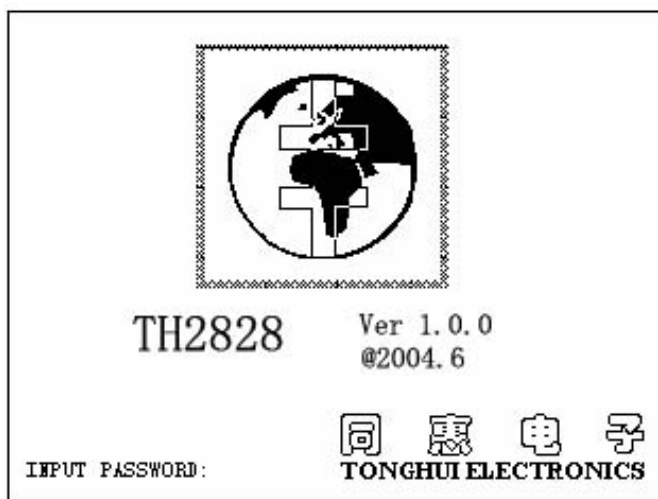 TH2828
Ver 1.0.0
@2004.6
同惠电子
INPUT PASSWORD:
TONGHUI ELECTRONICS